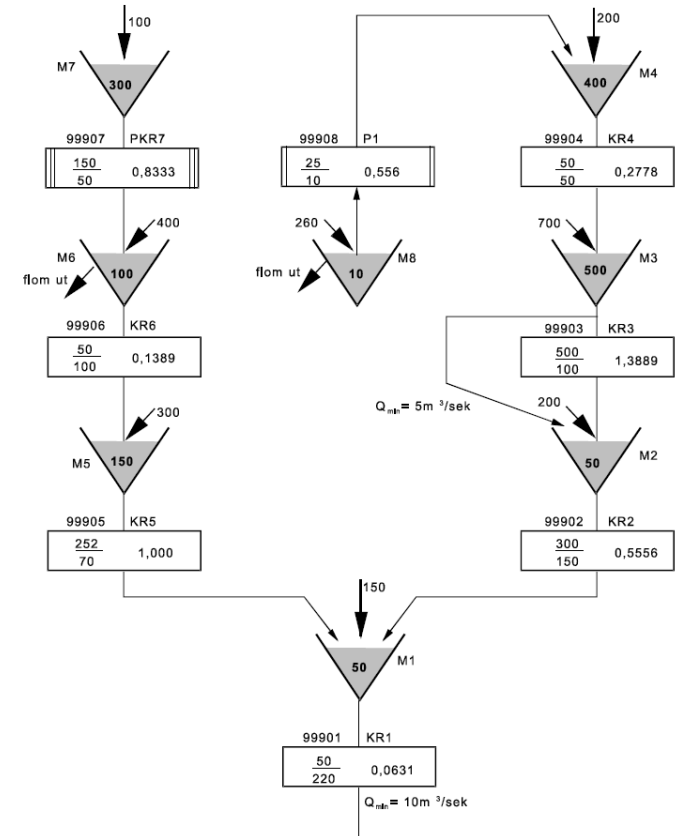 100
M7
300
99907 PKR7
150
50
0,8333
400
M6
flom ut
100
99906 KR6
50
100
0,1389
300
M5
150
99905 KR5
252
70
1,000
99908 P1
25
10
0,556
260
flom ut
10
M8
200
M4
400
99904 KR4
50
50
0,2778
700
M3
500
99903 KR3
500
100
1,3889
Qmin= 5m ³/sek
200
M2
50
99902 KR2
300
150
0,5556
150
50
M1
99901 KR1
50
220
0,0631
Qmin= 10m ³/sek